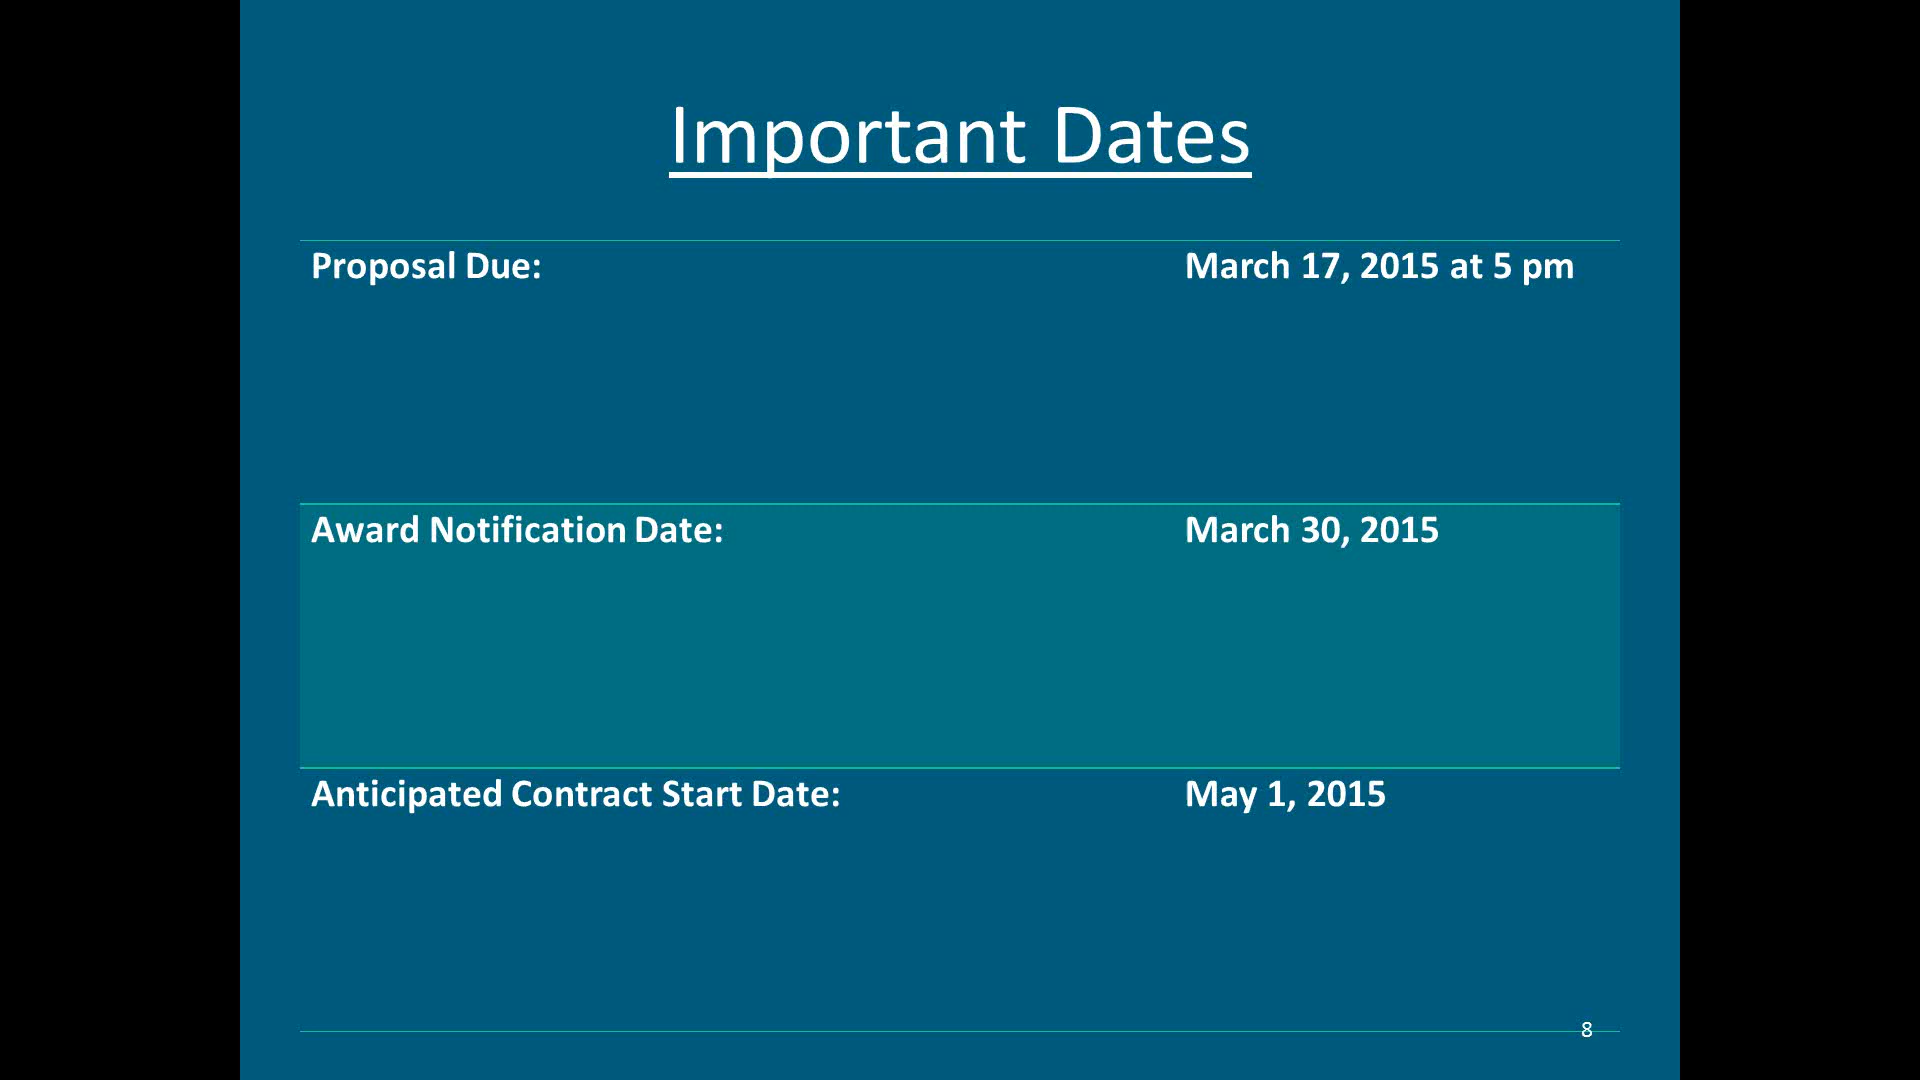 Important Dates
Proposal Due: March 17, 2015 at 5 pm
Award Notification Date: March 30, 2015
Anticipated Contract Start Date: May 1, 2015
8